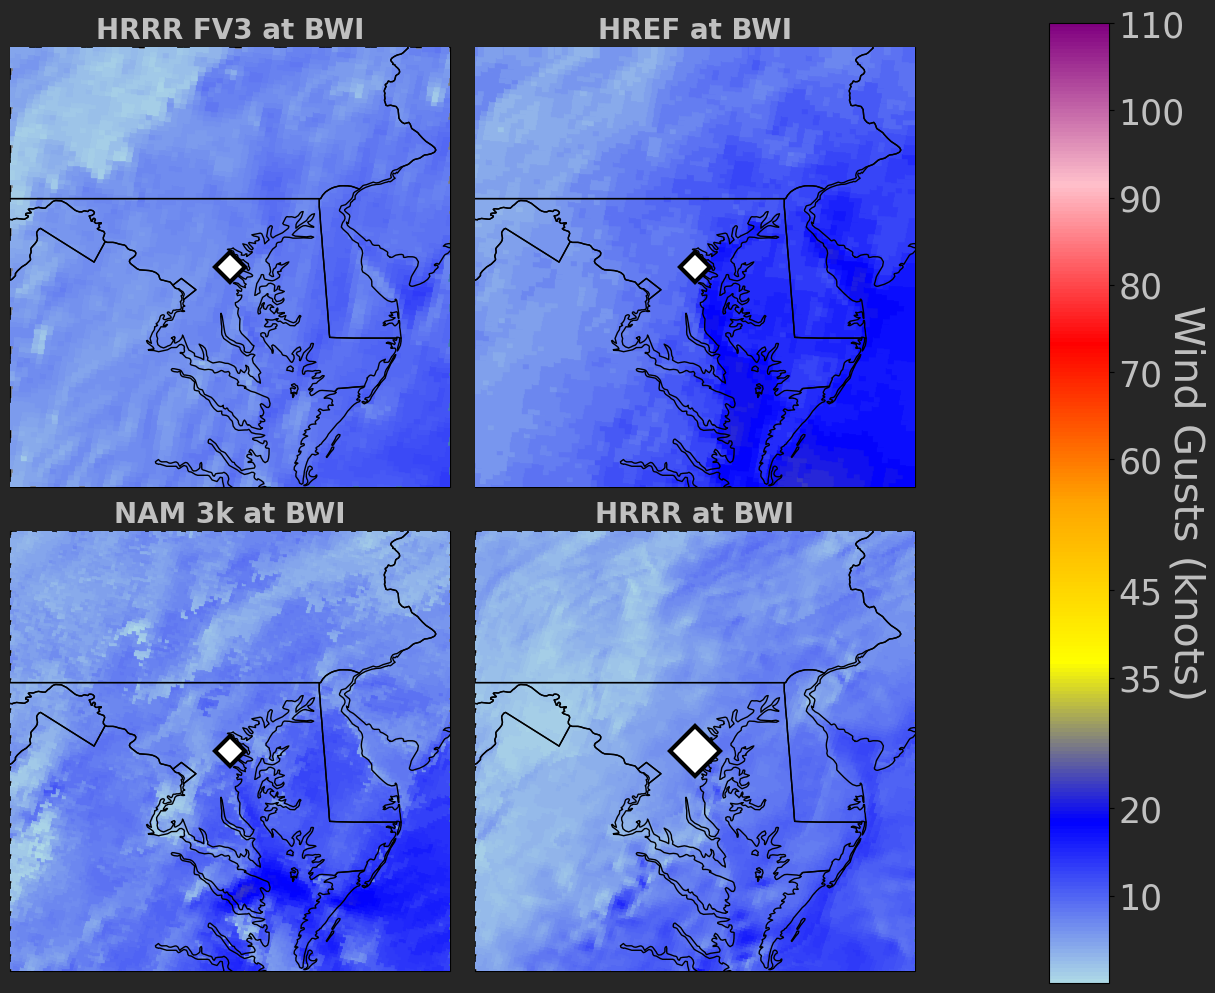 HRRR FV3 at BWI
HREF at BWI
NAM 3k at BWI
HRRR at BWI
110
100
90
80
70
60
45
35
20
10
Wind Gusts (knots)